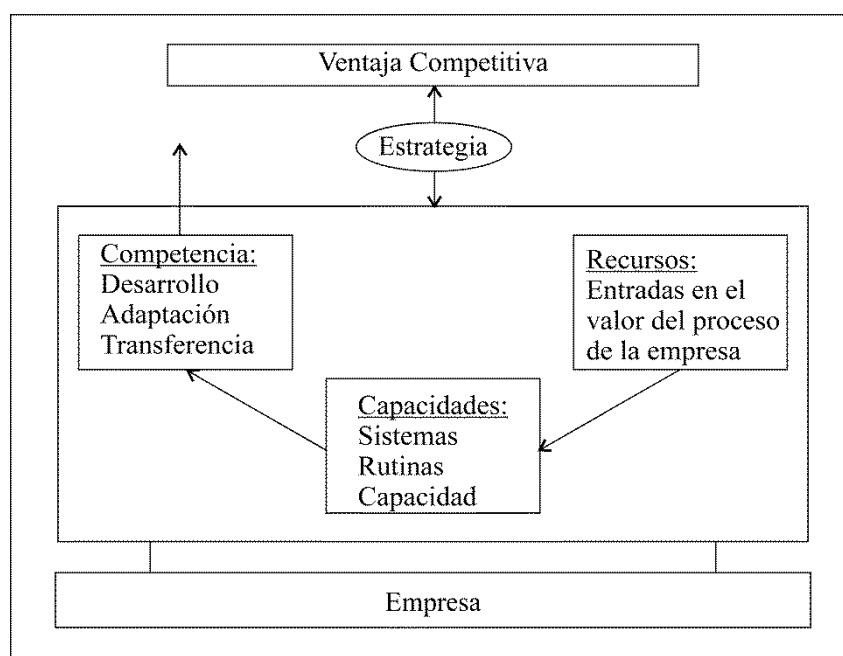 Ventaja Competitiva
Estrategia
Competencia:
Desarrollo
Adaptación
Transferencia
Recursos:
Entradas en el
valor del proceso
de la empresa
Capacidades:
Sistemas
Rutinas
Capacidad
Empresa